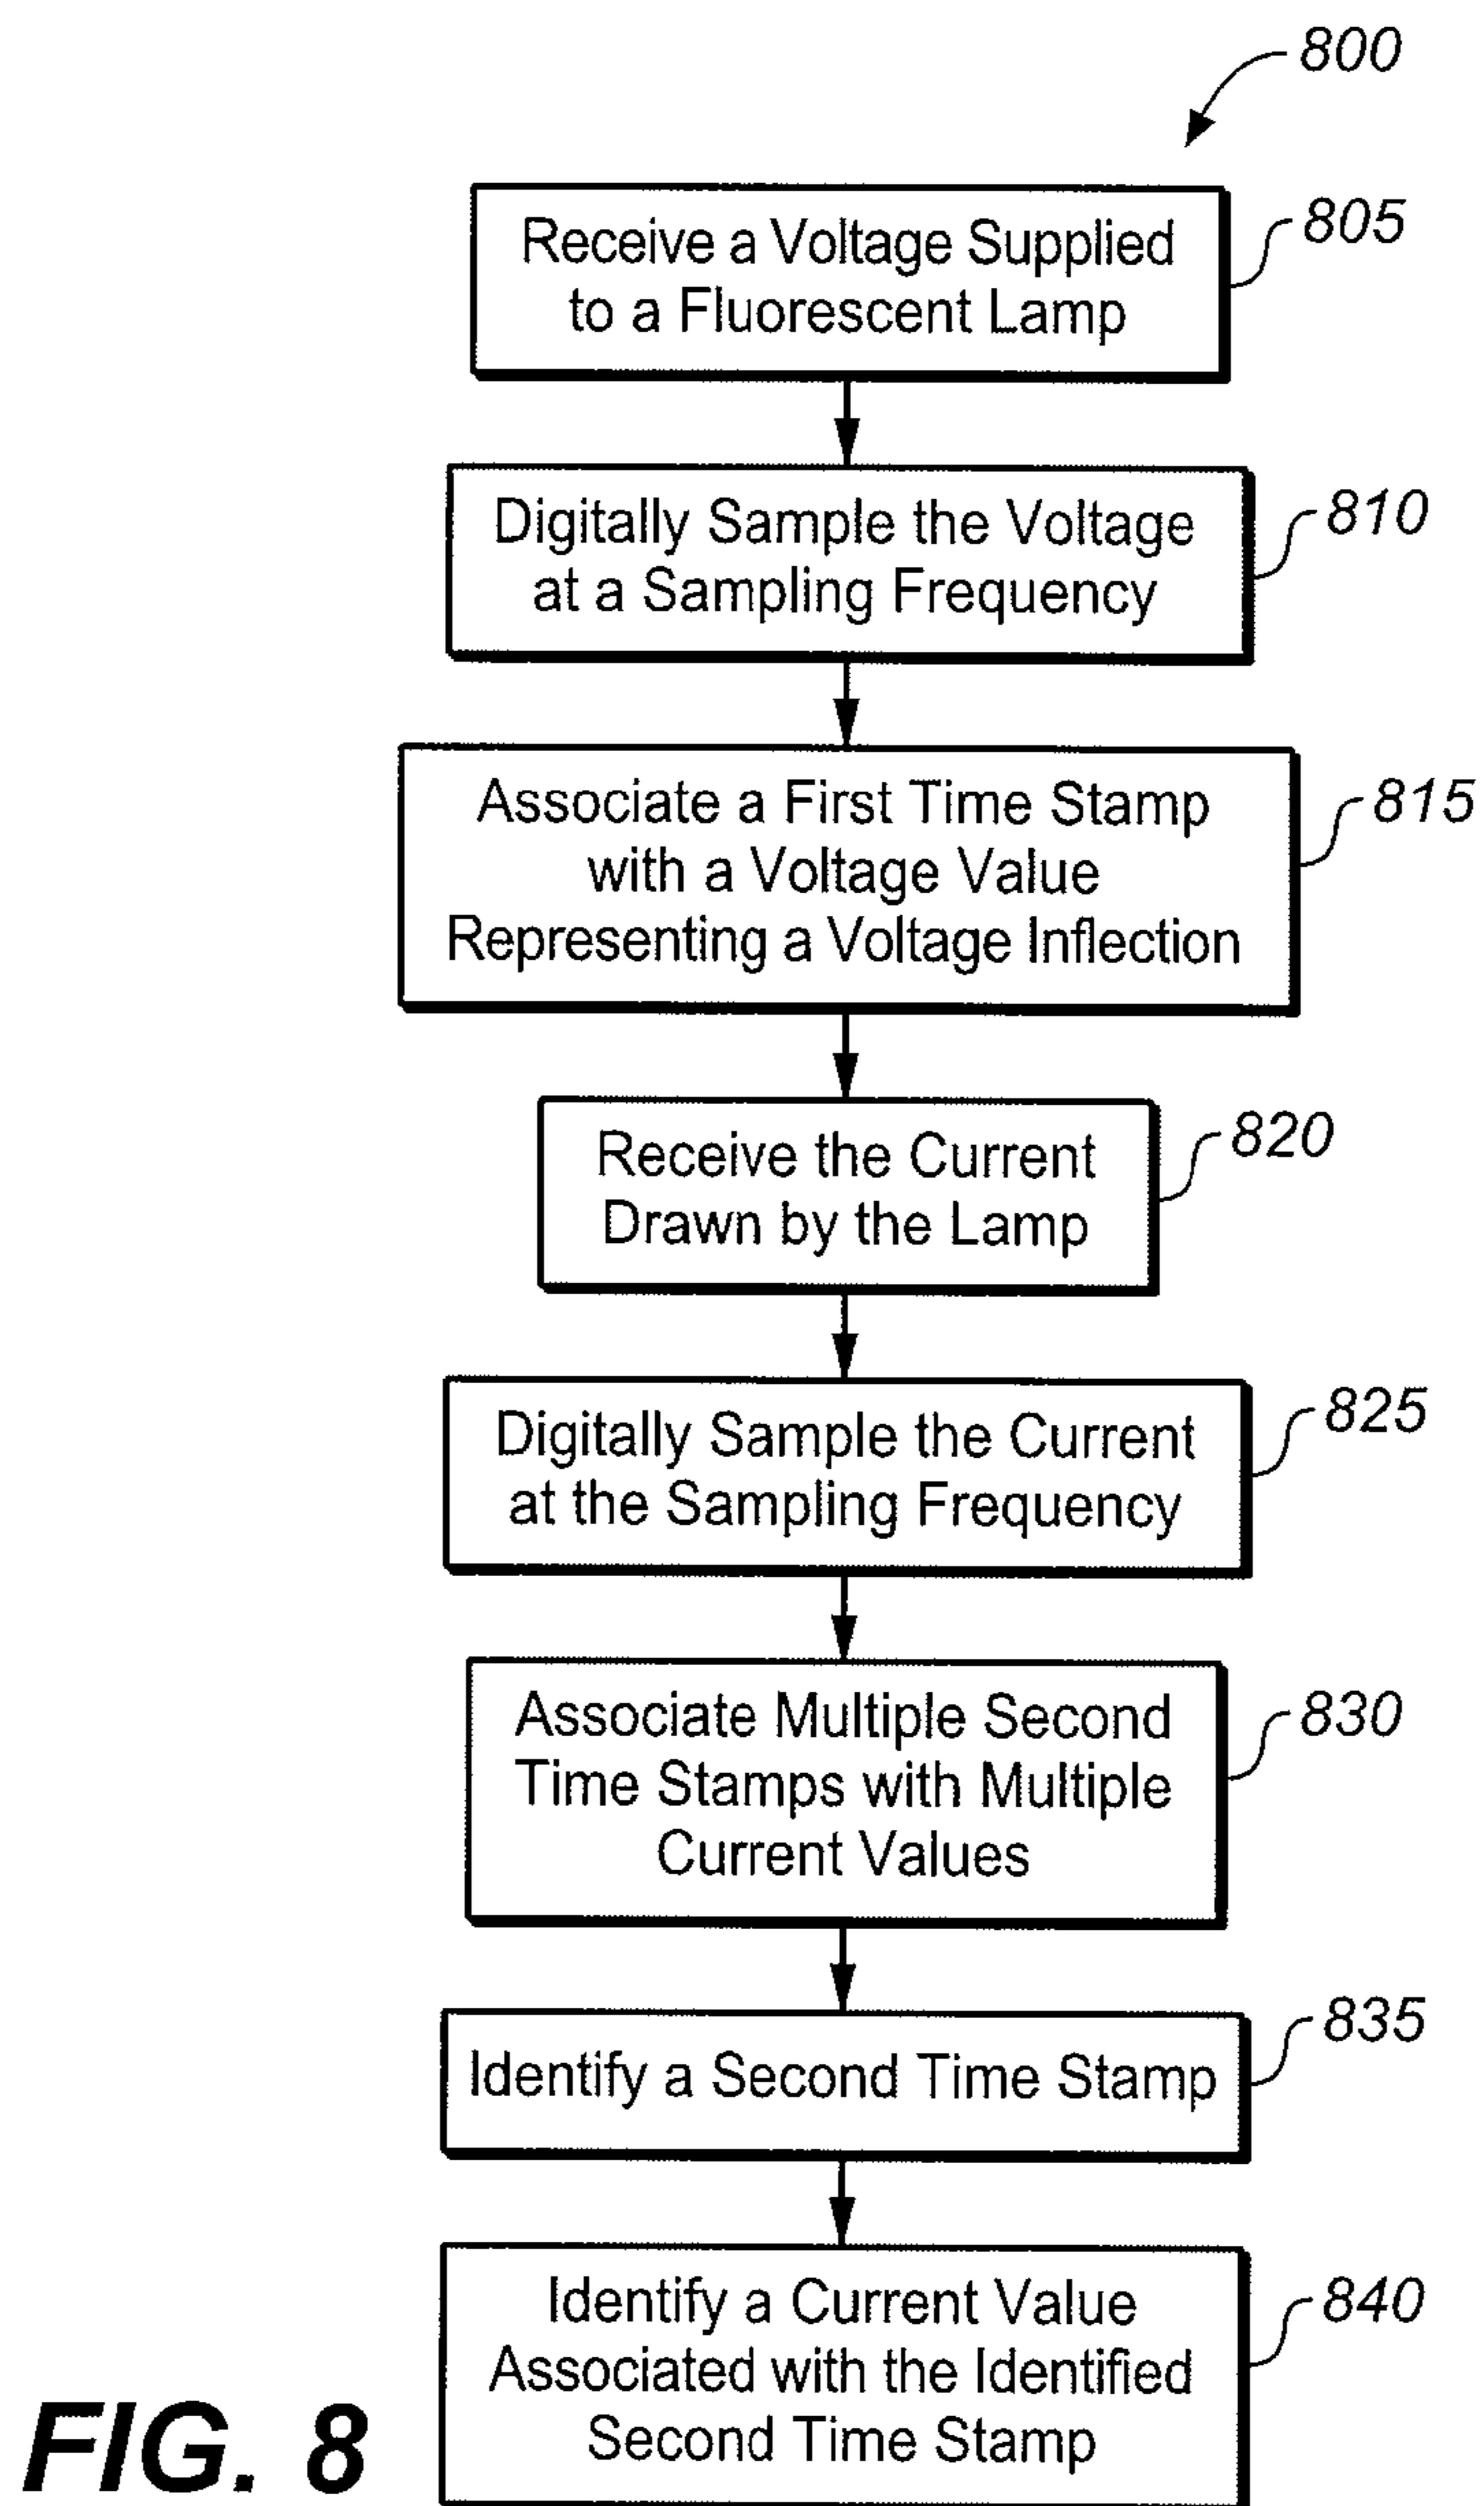 800
Receive a Voltage Supplied
to a Fluorescent Lamp
805
Digitally Sample the Voltage
at a Sampling Frequency
810
Associate a First Time Stamp
with a Voltage Value
Representing a Voltage Inflection
815
Receive the Current
Drawn by the Lamp
820
Digitally Sample the Current
at the Sampling Frequency
825
Associate Multiple Second
Time Stamps with Multiple
Current Values
830
Identify a Second Time Stamp
835
Identify a Current Value
Associated with the Identified
Second Time Stamp
840
FIG. 8